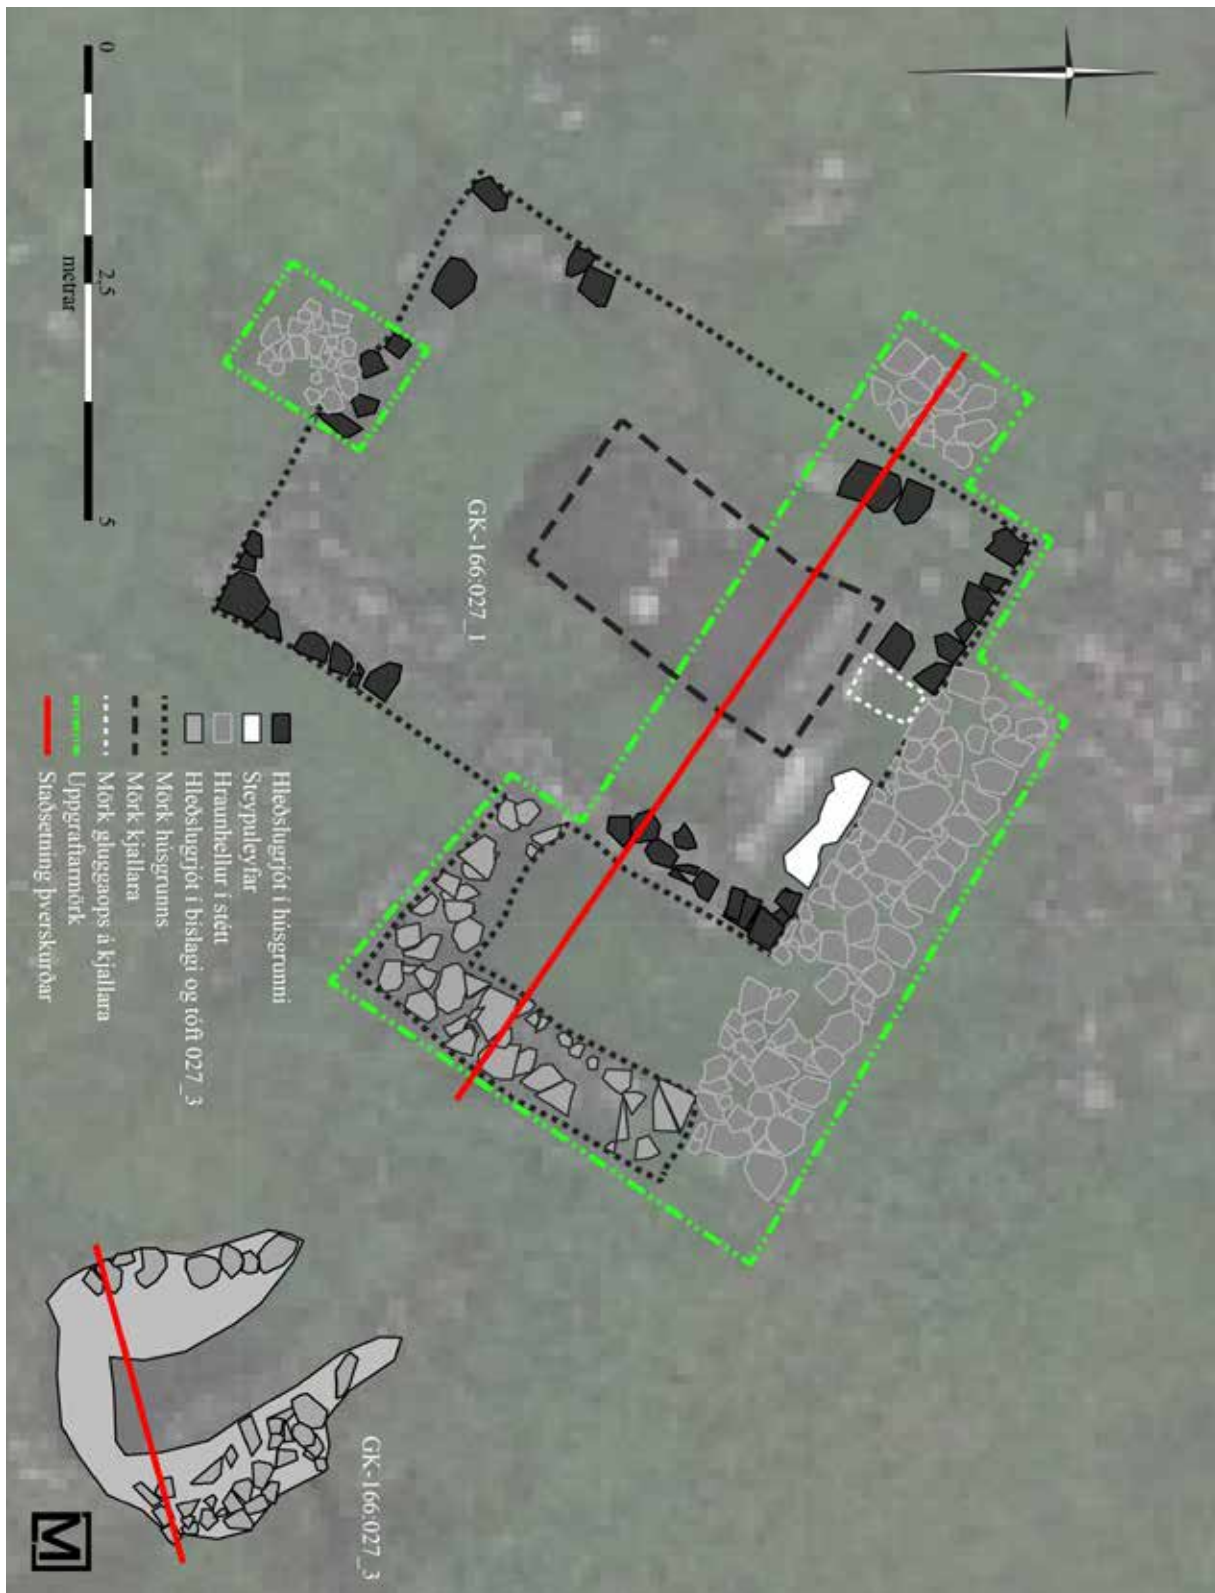 0
2,5
5
metrar
GK-166:027_1
GK-166:027_3
Hleðslugrjót í húsgrunni
Steypuleyfar
Hraunhellur í stétt
Hleðslugrjót í bíslagi og tóft 027_3
Mörk húsgrunns
Mörk kjallara
Mörk gluggaops á kjallara
Uppgraftarmörk
Staðsetning þverskurðar
M